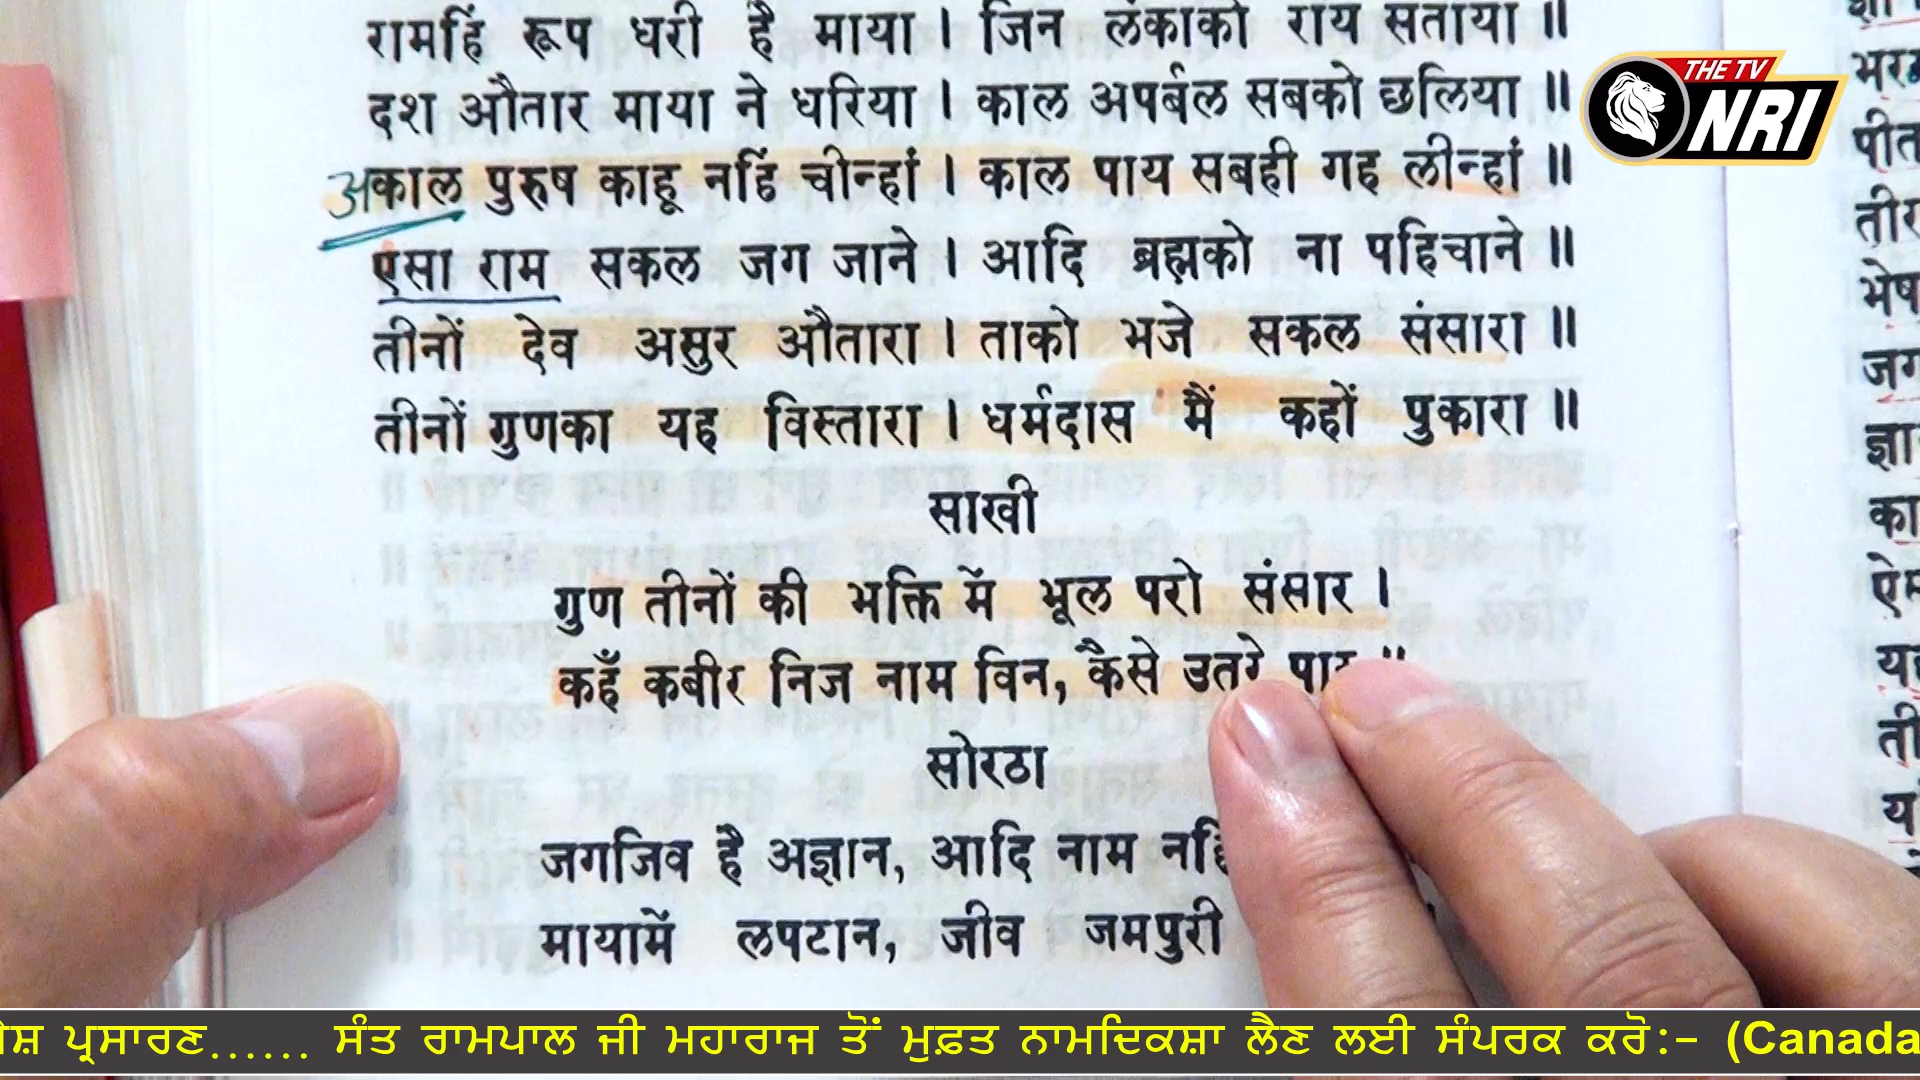 रामहिं रूप धरी है माया । जिन लंकाको राय सताया ॥
दश औतार माया ने धरिया । काल अपर्बल सबको छलिया ॥
अकाल पुरुष काहू नहिं चीन्हां । काल पाय सबही गह लीन्हां ॥
एसा राम सकल जग जाने । आदि ब्रह्मको ना पहिचाने ॥
तीनों देव असुर औतारा । ताको भजे सकल संसारा ॥
तीनों गुणका यह विस्तारा । धर्मदास मैं कहों पुकारा ॥
साखी
गुण तीनों की भक्ति में भूल परो संसार ।
कहँ कबीर निज नाम विन, कैसे उतरे
सोरठा
जगजिव है अज्ञान, आदि नाम
मायामें लपटान, जीव जमपुरी
THE TV
NRI
ਪ੍ਰਸਾਰਣ...... ਸੰਤ ਰਾਮਪਾਲ ਜੀ ਮਹਾਰਾਜ ਤੋਂ ਮੁਫ਼ਤ ਨਾਮਦਿਕਸ਼ਾ ਲੈਣ ਲਈ ਸੰਪਰਕ ਕਰੋ:- (Canada